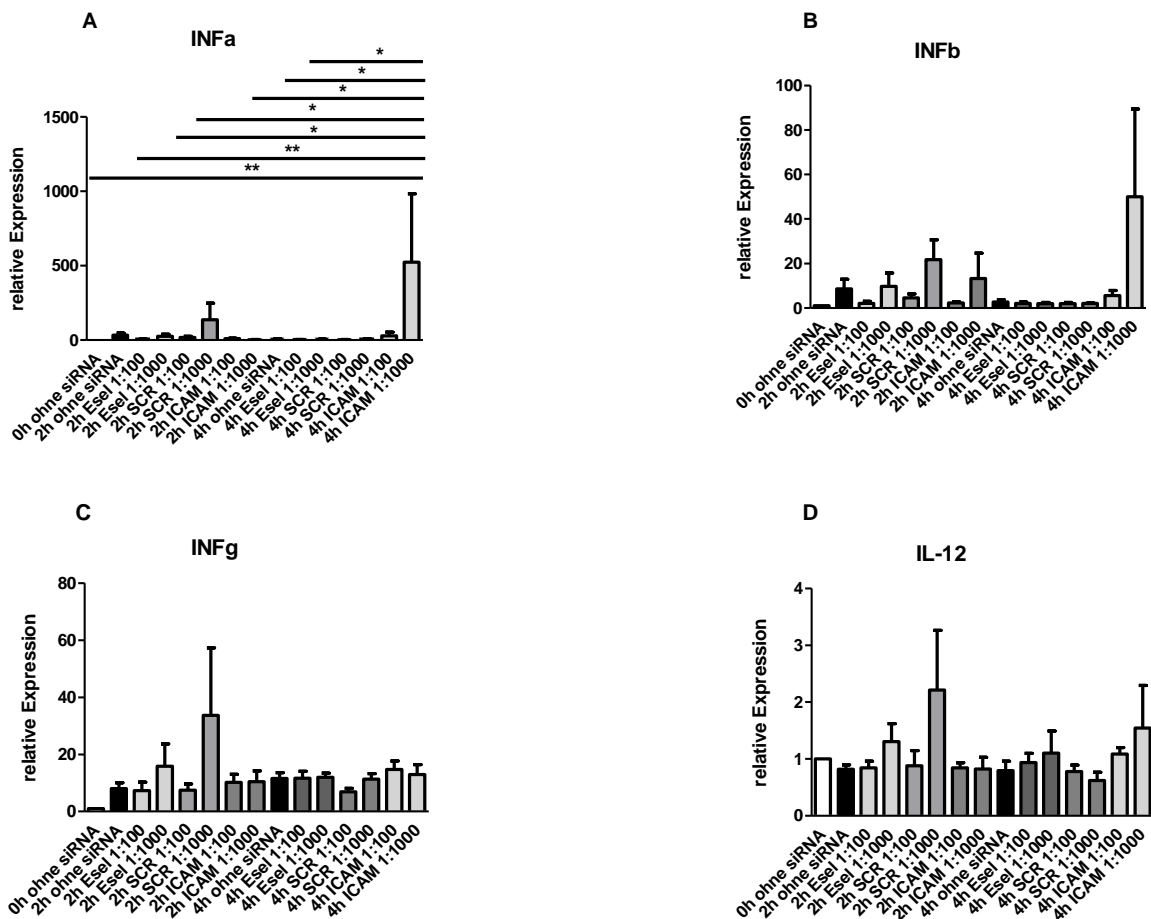 A
INFa
*
*
*
*
*
**
**
relative Expression
1500
1000
500
0
0h ohne siRNA
2h ohne siRNA
2h Esel 1:100
2h Esel 1:1000
2h SCR 1:100
2h SCR 1:1000
2h ICAM 1:100
2h ICAM 1:1000
4h ohne siRNA
4h Esel 1:100
4h Esel 1:1000
4h SCR 1:100
4h SCR 1:1000
4h ICAM 1:100
4h ICAM 1:1000
B
INFb
relative Expression
100
80
60
40
20
0
0h ohne siRNA
2h ohne siRNA
2h Esel 1:100
2h Esel 1:1000
2h SCR 1:100
2h SCR 1:1000
2h ICAM 1:100
2h ICAM 1:1000
4h ohne siRNA
4h Esel 1:100
4h Esel 1:1000
4h SCR 1:100
4h SCR 1:1000
4h ICAM 1:100
4h ICAM 1:1000
C
INFg
relative Expression
80
60
40
20
0
0h ohne siRNA
2h ohne siRNA
2h Esel 1:100
2h Esel 1:1000
2h SCR 1:100
2h SCR 1:1000
2h ICAM 1:100
2h ICAM 1:1000
4h ohne siRNA
4h Esel 1:100
4h Esel 1:1000
4h SCR 1:100
4h SCR 1:1000
4h ICAM 1:100
4h ICAM 1:1000
D
IL-12
relative Expression
4
3
2
1
0
0h ohne siRNA
2h ohne siRNA
2h Esel 1:100
2h Esel 1:1000
2h SCR 1:100
2h SCR 1:1000
2h ICAM 1:100
2h ICAM 1:1000
4h ohne siRNA
4h Esel 1:100
4h Esel 1:1000
4h SCR 1:100
4h SCR 1:1000
4h ICAM 1:100
4h ICAM 1:1000